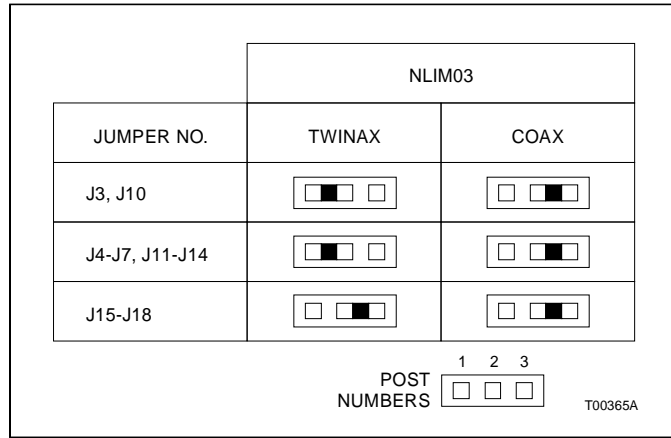 NLIM03
JUMPER NO. TWINAX COAX
J3, J10
J4-J7, J11-J14
J15-J18
1 2 3
POST
NUMBERS
T00365A